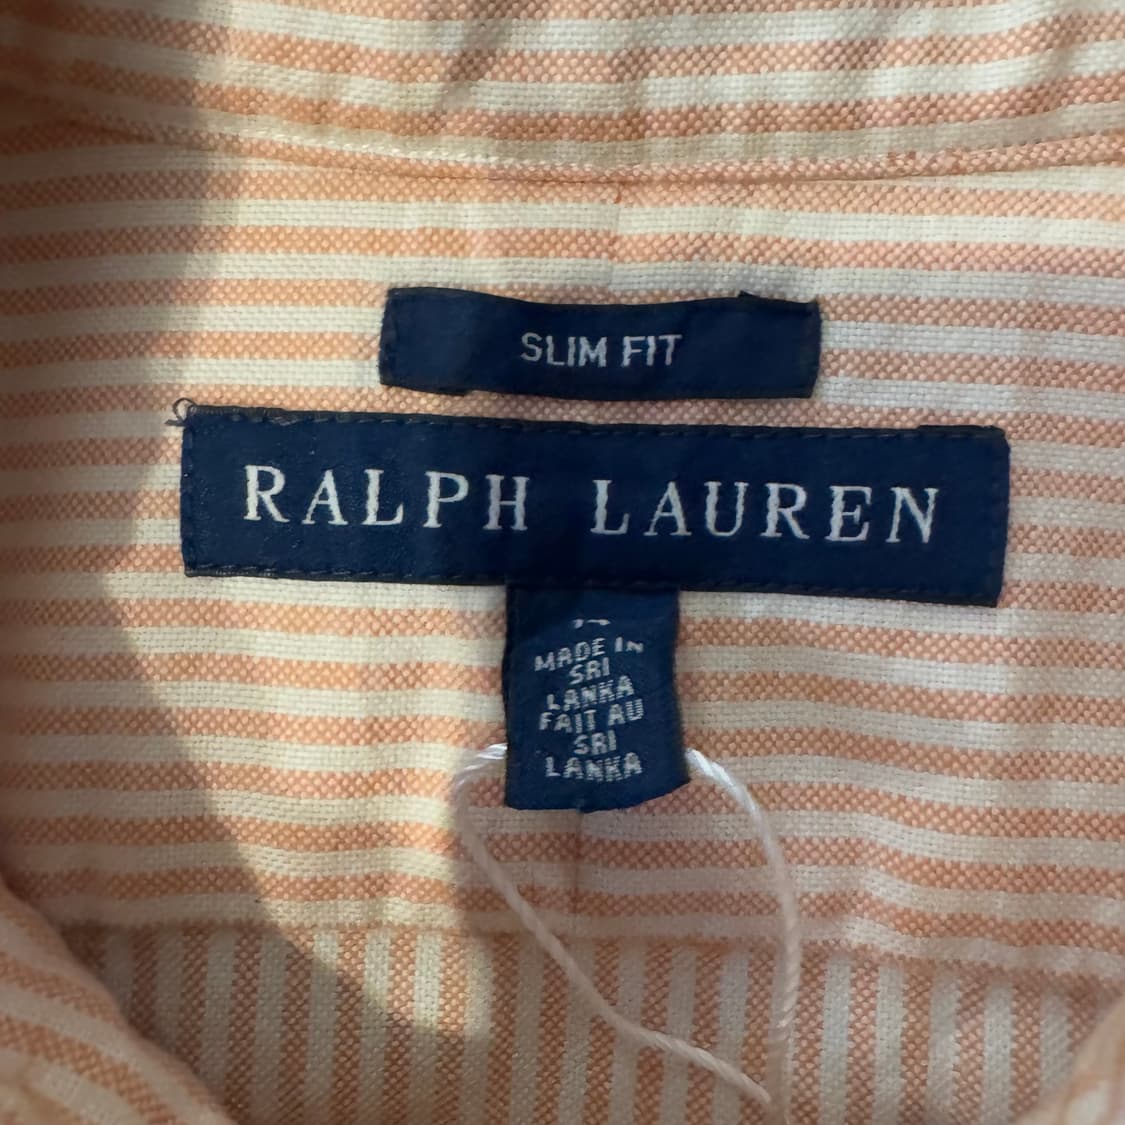 SLIM FIT
RALPH LAUREN
MADE IN
SRI
LANKA
FAIT AU
SRI
LANKA